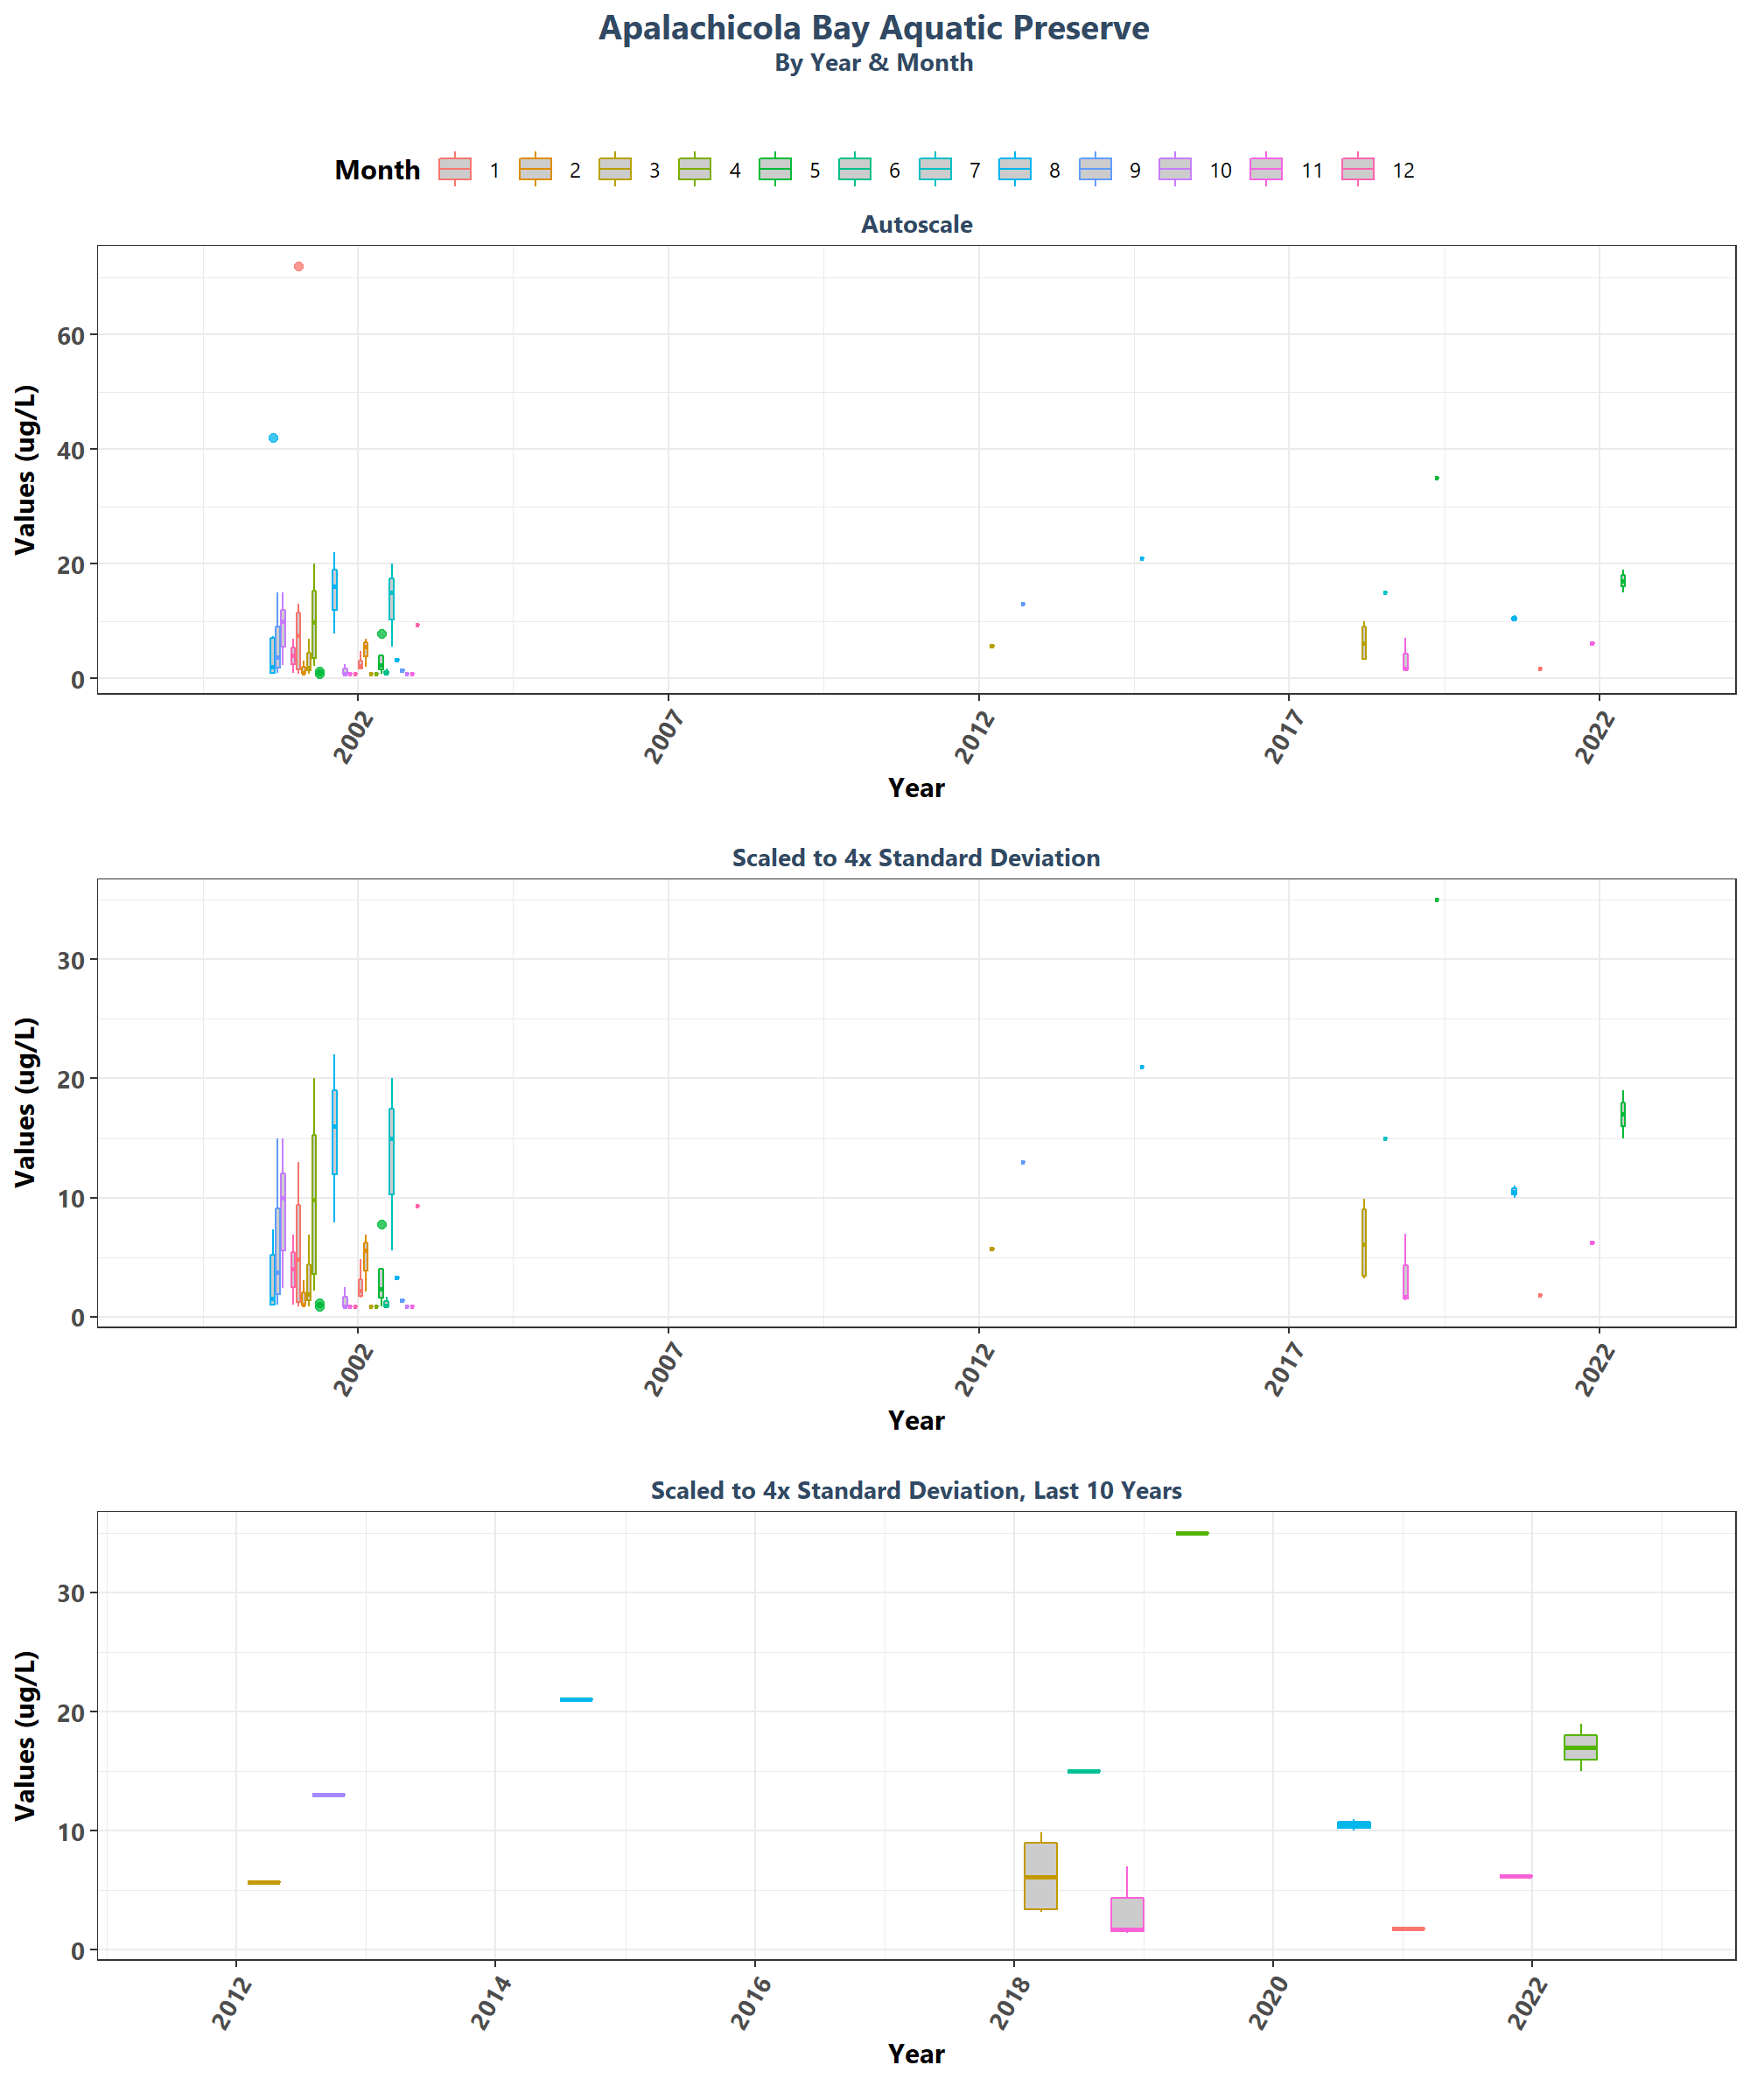 Apalachicola Bay Aquatic Preserve
By Year & Month
Month 1 2 3 4 5 6 7 8 9 10 11 12
Autoscale
Values (ug/L)
60
40
20
0
2002 2007 2012 2017 2022
Year
Scaled to 4x Standard Deviation
Values (ug/L)
30
20
10
0
2002 2007 2012 2017 2022
Year
Scaled to 4x Standard Deviation, Last 10 Years
Values (ug/L)
30
20
10
0
2012 2014 2016 2018 2020 2022
Year